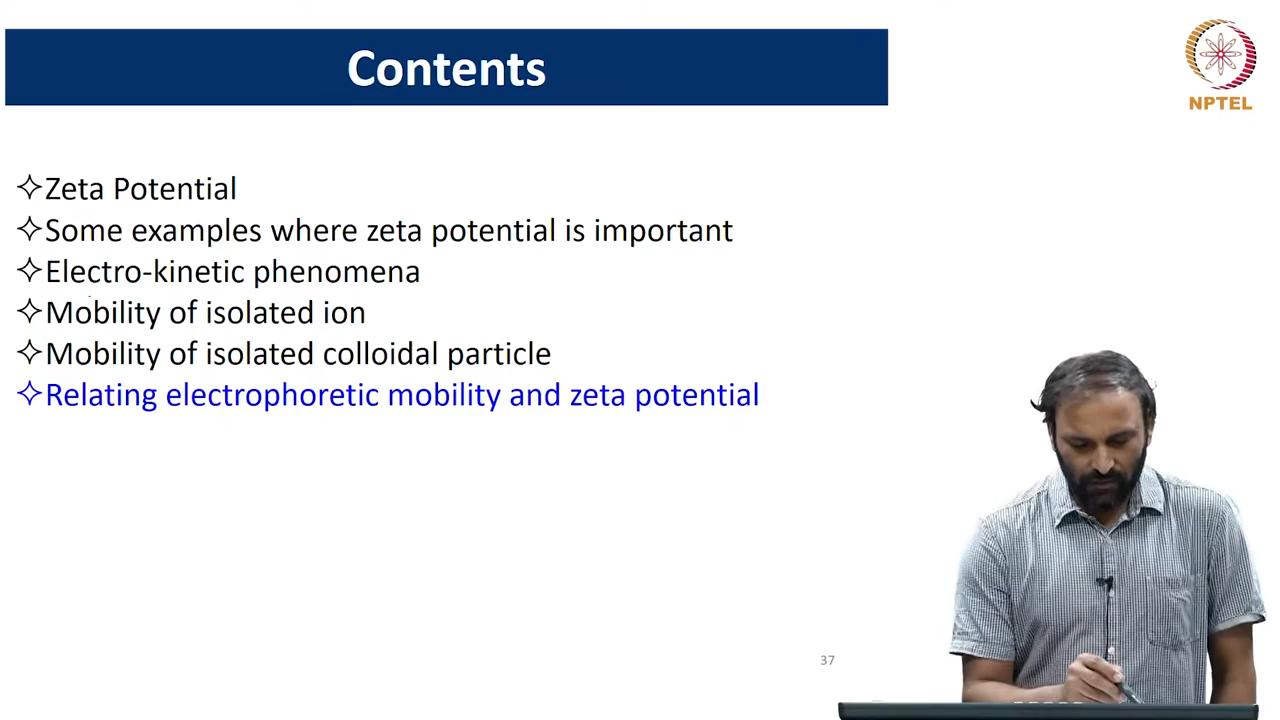 Contents
NPTEL
Zeta Potential
Some examples where zeta potential is important
Electro-kinetic phenomena
Mobility of isolated ion
Mobility of isolated colloidal particle
Relating electrophoretic mobility and zeta potential
37